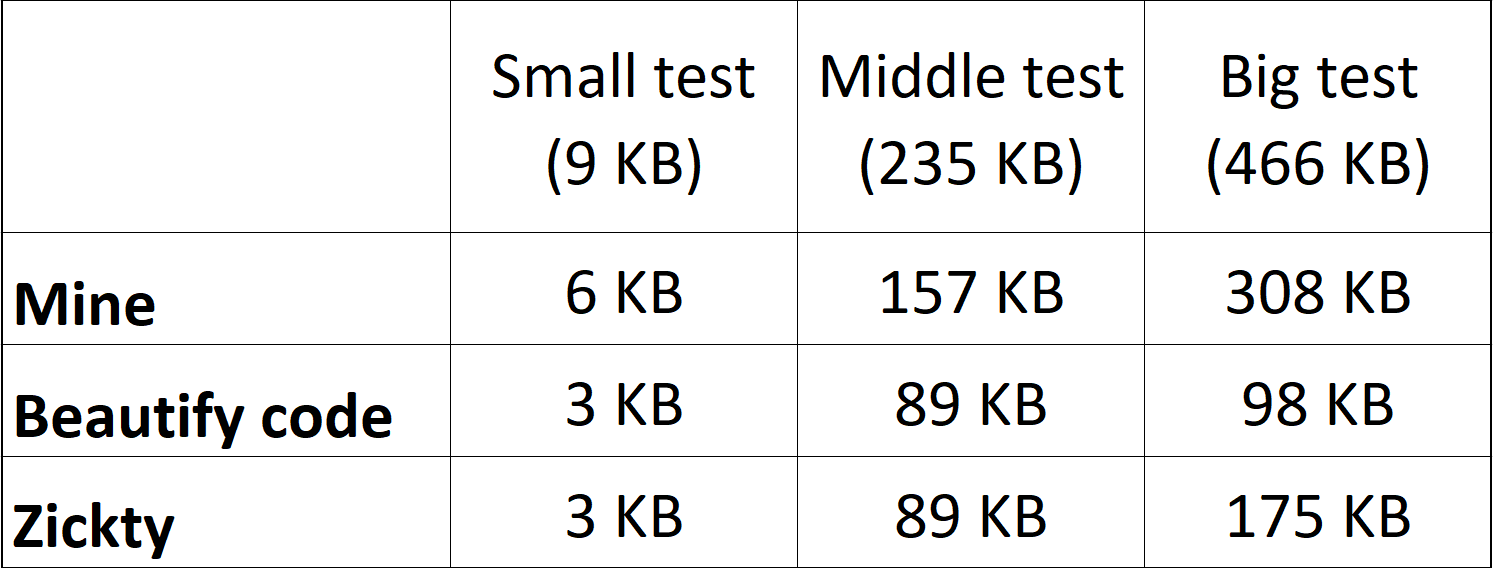 Small test Middle test Big test
(9 KB) (235 KB) (466 KB)
Mine 6 KB 157 KB 308 KB
Beautify code 3 KB 89 KB 98 KB
Zickty 3 KB 89 KB 175 KB